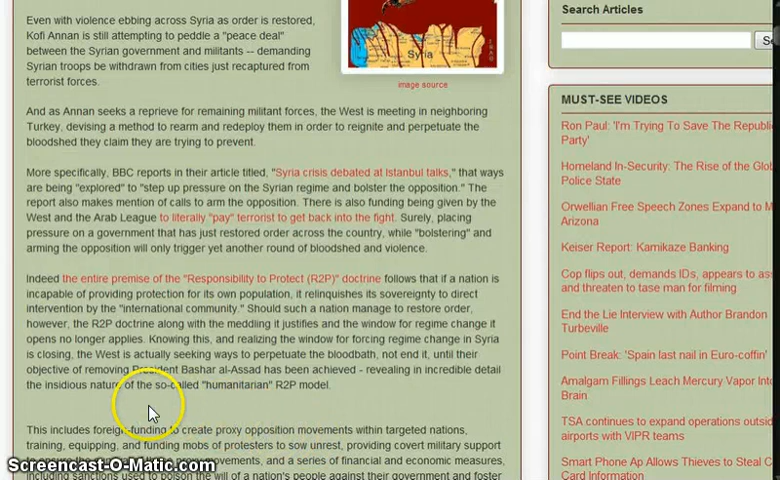 Even with violence ebbing across Syria as order is restored,
Kofi Annan is still attempting to peddle a "peace deal"
between the Syrian government and militants -- demanding
Syrian troops be withdrawn from cities just recaptured from
terrorist forces.
Syria
image source
And as Annan seeks a reprieve for remaining militant forces, the West is meeting in neighboring
Turkey, devising a method to rearm and redeploy them in order to reignite and perpetuate the
bloodshed they claim they are trying to prevent.
More specifically, BBC reports in their article titled, "Syria crisis debated at Istanbul talks," that ways
are being "explored" to "step up pressure on the Syrian regime and bolster the opposition." The
report also makes mention of calls to arm the opposition. There is also funding being given by the
West and the Arab League to literally "pay" terrorist to get back into the fight. Surely, placing
pressure on a government that has just restored order across the country, while "bolstering" and
arming the opposition will only trigger yet another round of bloodshed and violence.
Indeed the entire premise of the "Responsibility to Protect (R2P)" doctrine follows that if a nation is
incapable of providing protection for its own population, it relinquishes its sovereignty to direct
intervention by the "international community." Should such a nation manage to restore order,
however, the R2P doctrine along with the meddling it justifies and the window for regime change it
opens no longer applies. Knowing this, and realizing the window for forcing regime change in Syria
is closing, the West is actually seeking ways to perpetuate the bloodbath, not end it, until their
objective of removing President Bashar al-Assad has been achieved - revealing in incredible detail
the insidious nature of the so-called "humanitarian" R2P model.
This includes foreign-funding to create proxy opposition movements within targeted nations,
training, equipping, and funding mobs of protesters to sow unrest, providing covert military support
to ensure the movements, and a series of financial and economic measures,
including sanctions used to poison the will of a nation's people against their government and foster
Screencast-O-Matic.com
Search Articles
Se
MUST-SEE VIDEOS
Ron Paul: 'I'm Trying To Save The Republi
Party'
Homeland In-Security: The Rise of the Glob
Police State
Orwellian Free Speech Zones Expand to M
Arizona
Keiser Report: Kamikaze Banking
Cop flips out, demands IDs, appears to ass
and threaten to tase man for filming
End the Lie Interview with Author Brandon
Turbeville
Point Break: 'Spain last nail in Euro-coffin'
Amalgam Fillings Leach Mercury Vapor Into
Brain
TSA continues to expand operations outsid
airports with VIPR teams
Smart Phone Ap Allows Thieves to Steal C
Card Information